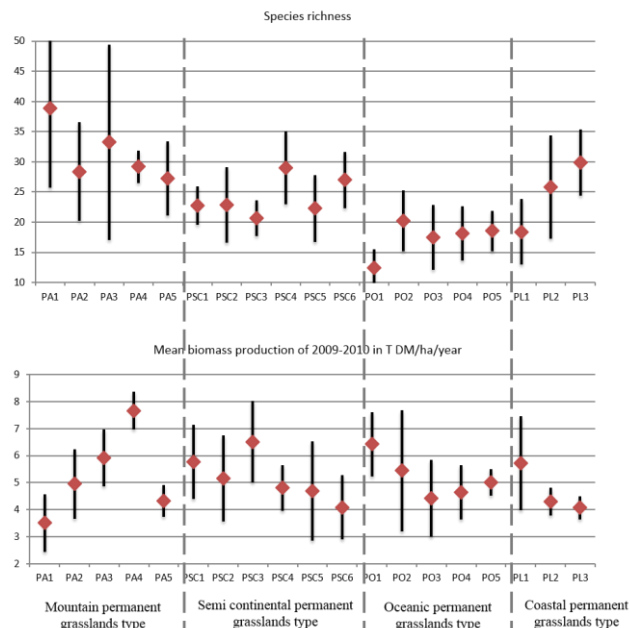 Species richness
50
45
40
35
30
25
20
15
10
PA1 PA2 PA3 PA4 PA5 PSC1 PSC2 PSC3 PSC4 PSC5 PSC6 PO1 PO2 PO3 PO4 PO5 PL1 PL2 PL3
Mean biomass production of 2009-2010 in T DM/ha/year
9
8
7
6
5
4
3
2
PA1 PA2 PA3 PA4 PA5 PSC1 PSC2 PSC3 PSC4 PSC5 PSC6 PO1 PO2 PO3 PO4 PO5 PL1 PL2 PL3
Mountain permanent
grasslands type
Semi continental permanent
grasslands type
Oceanic permanent
grasslands type
Coastal permanent
grasslands type